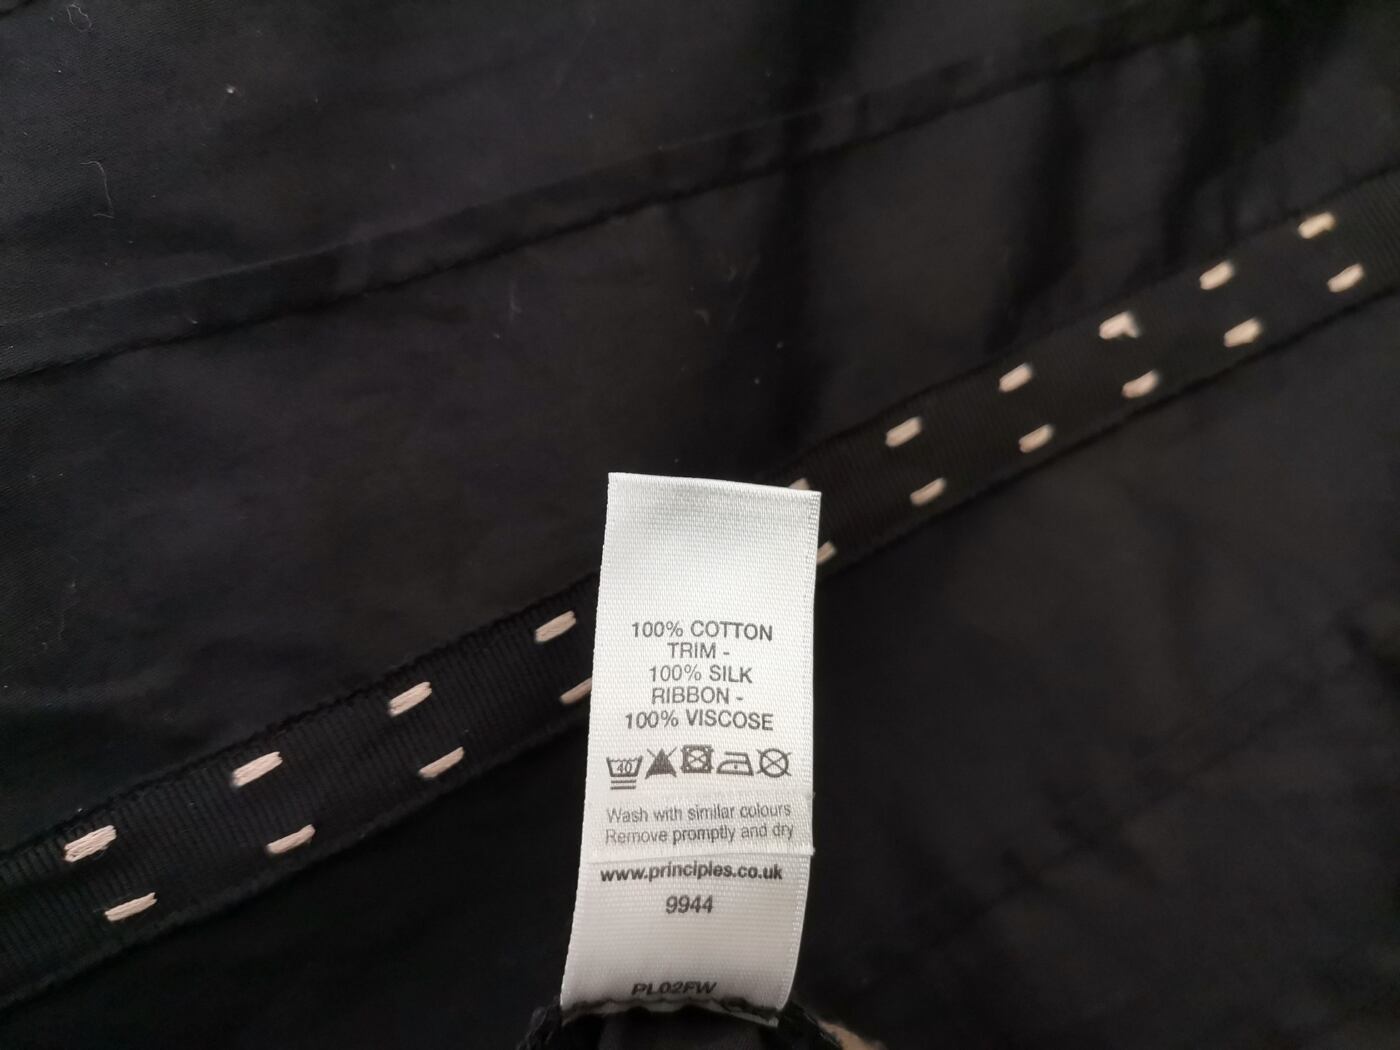 100% COTTON
TRIM -
100% SILK
RIBBON -
100% VISCOSE
40
Wash with similar colours
Remove promptly and dry
www.principles.co.uk
9944
PL02FW